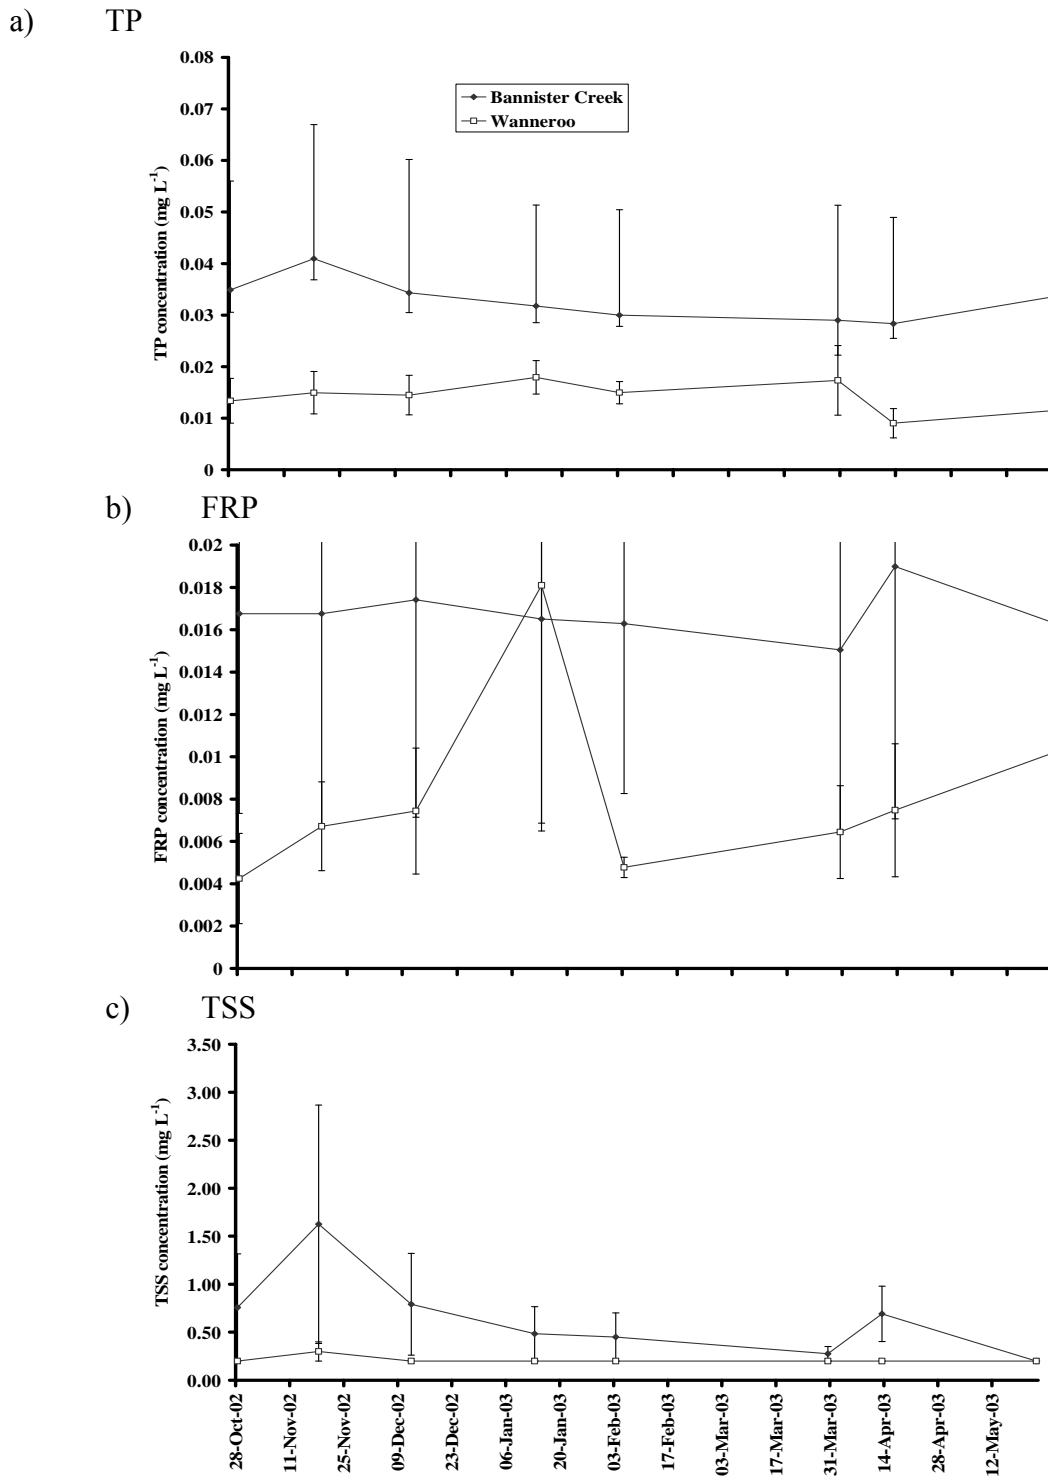 a) TP
0.08
0.07
0.06
0.05
0.04
0.03
0.02
0.01
0
TP concentration (mg L-1)
Bannister Creek
Wanneroo
b) FRP
0.02
0.018
0.016
0.014
0.012
0.01
0.008
0.006
0.004
0.002
0
FRP concentration (mg L-1)
c) TSS
3.50
3.00
2.50
2.00
1.50
1.00
0.50
0.00
TSS concentration (mg L-1)
28-Oct-02
11-Nov-02
25-Nov-02
09-Dec-02
23-Dec-02
06-Jan-03
20-Jan-03
03-Feb-03
17-Feb-03
03-Mar-03
17-Mar-03
31-Mar-03
14-Apr-03
28-Apr-03
12-May-03